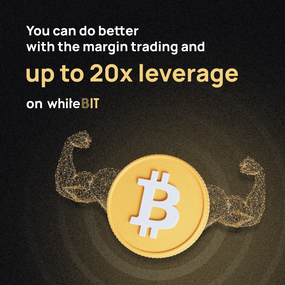 You can do better
with the margin trading and
up to 20x leverage
on whiteBIT